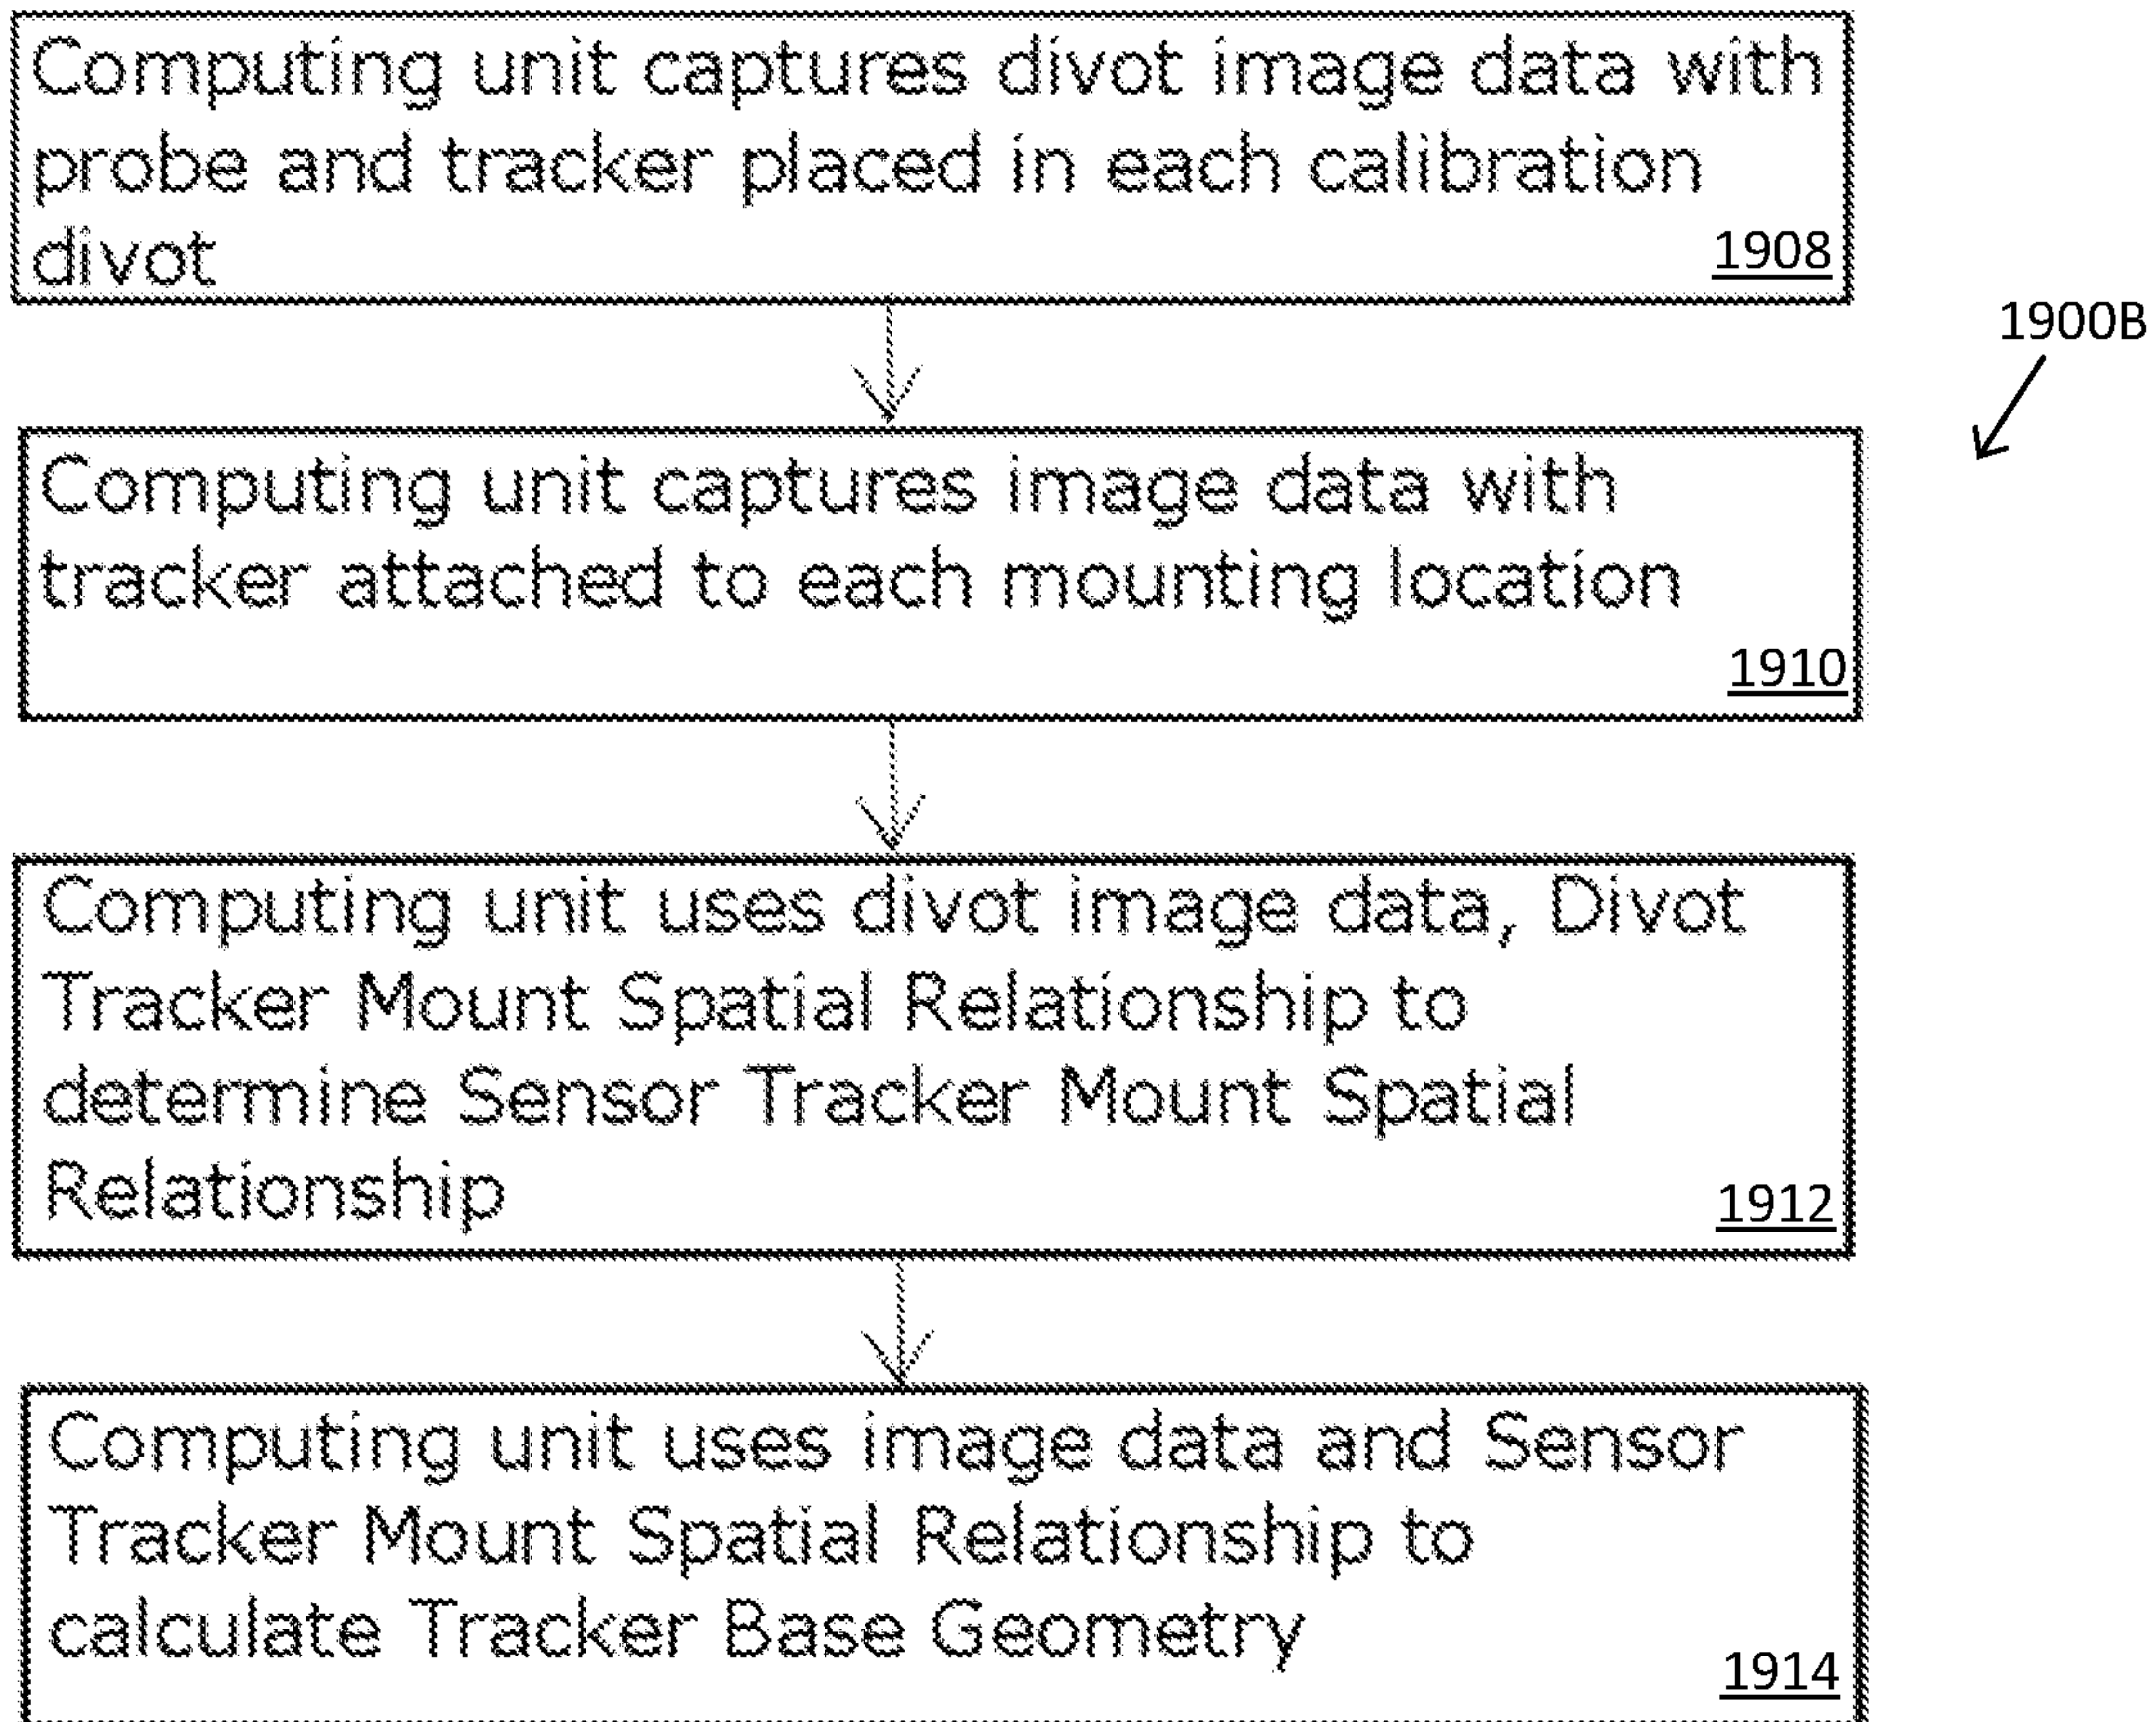 Computing unit captures divot image data with
probe and tracker placed in each calibration
divot
1908
1900B
Computing unit captures image data with
tracker attached to each mounting location
1910
Computing unit uses divot image data, Divot
Tracker Mount Spatial Relationship to
determine Sensor Tracker Mount Spatial
Relationship
1912
Computing unit uses image data and Sensor
Tracker Mount Spatial Relationship to
calculate Tracker Base Geometry
1914